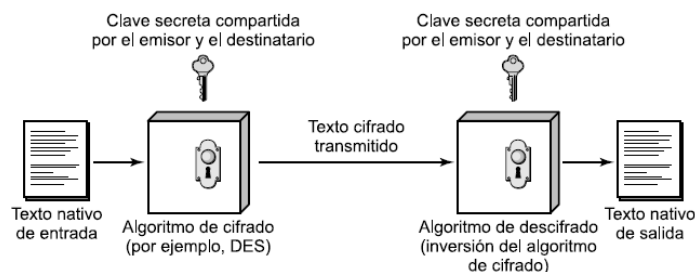 Clave secreta compartida
por el emisor y el destinatario
Clave secreta compartida
por el emisor y el destinatario
Texto cifrado
transmitido
Texto nativo
de entrada
Algoritmo de cifrado
(por ejemplo, DES)
Algoritmo de descifrado
(inversión del algoritmo
de cifrado)
Texto nativo
de salida